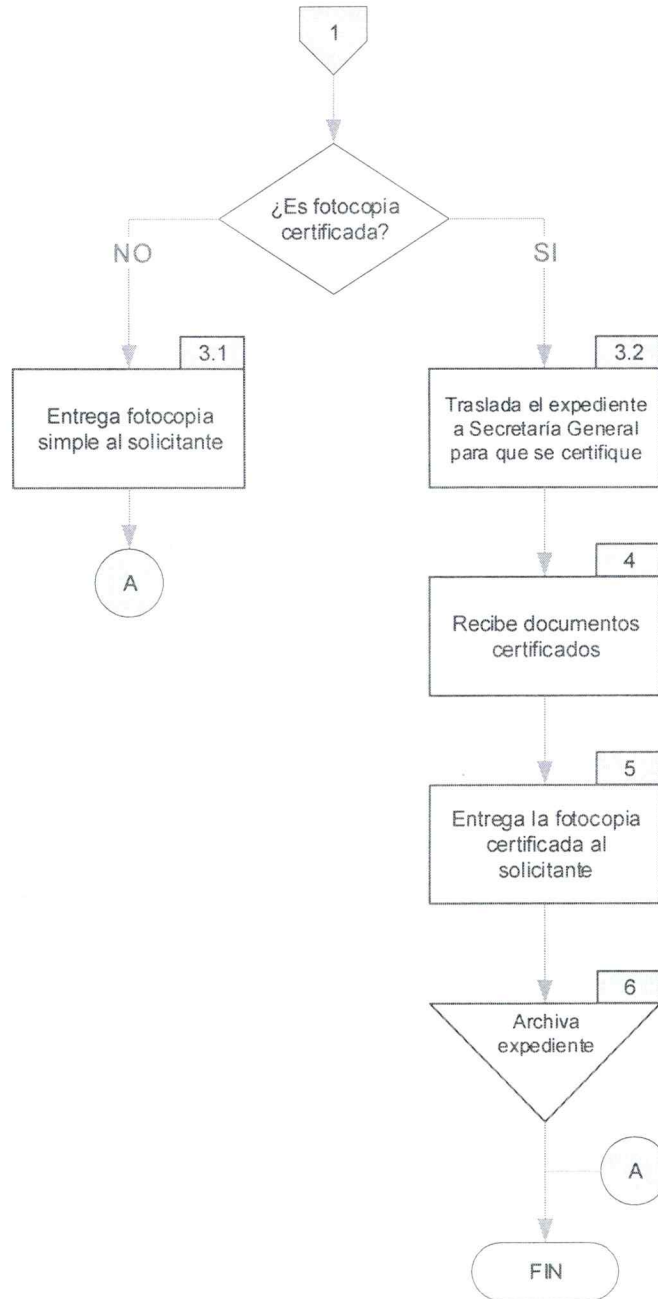 1
¿Es fotocopia
certificada?
NO
SI
3.1
Entrega fotocopia
simple al solicitante
A
3.2
Traslada el expediente
a Secretaría General
para que se certifique
4
Recibe documentos
certificados
5
Entrega la fotocopia
certificada al
solicitante
6
Archiva
expediente
A
FIN